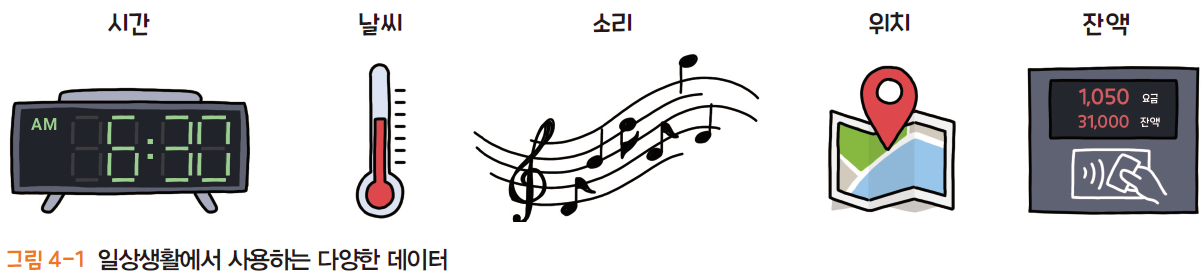 시간
날씨
소리
위치
잔액
AM 6:30
1,050 요금
31,000 잔액
그림 4-1 일상생활에서 사용하는 다양한 데이터